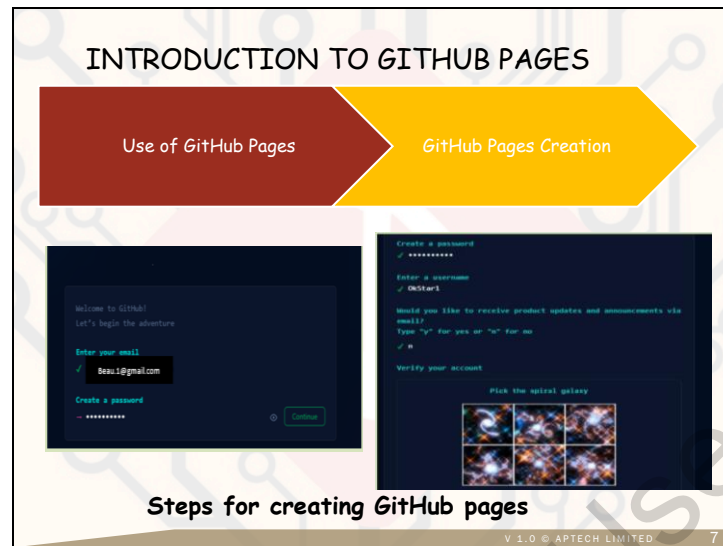 INTRODUCTION TO GITHUB PAGES
Use of GitHub Pages
GitHub Pages Creation
Welcome to GitHub!
Let's begin the adventure
Enter your email
✓ Beau.1@gmail.com
Create a password
→ ••••••••••
Continue
Create a password
✓ ••••••••••
Enter a username
✓ OkStar1
Would you like to receive product updates and announcements via
email?
Type "y" for yes or "n" for no
✓ n
Verify your account
Pick the spiral galaxy
Steps for creating GitHub pages
V 1.0 © APTECH LIMITED
7